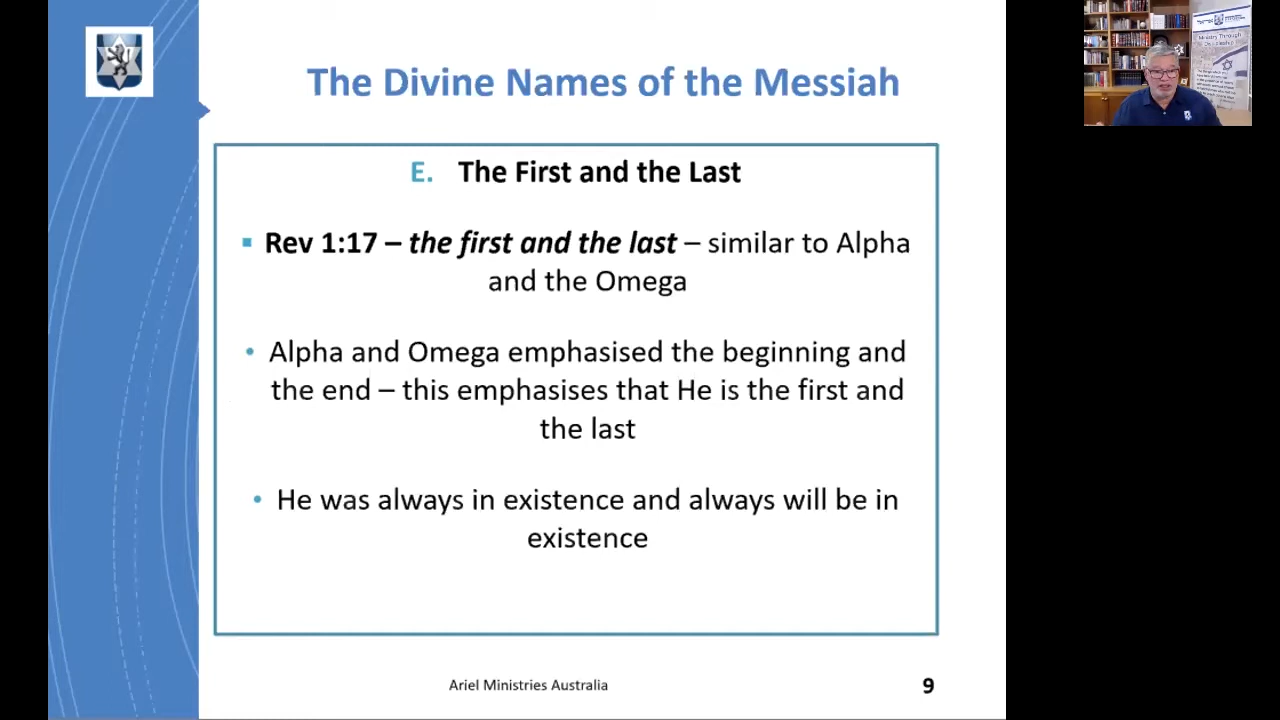 The Divine Names of the Messiah
E. The First and the Last
▪ Rev 1:17 – the first and the last – similar to Alpha
and the Omega
• Alpha and Omega emphasised the beginning and
the end – this emphasises that He is the first and
the last
• He was always in existence and always will be in
existence
Ariel Ministries Australia
9
Ministry Through